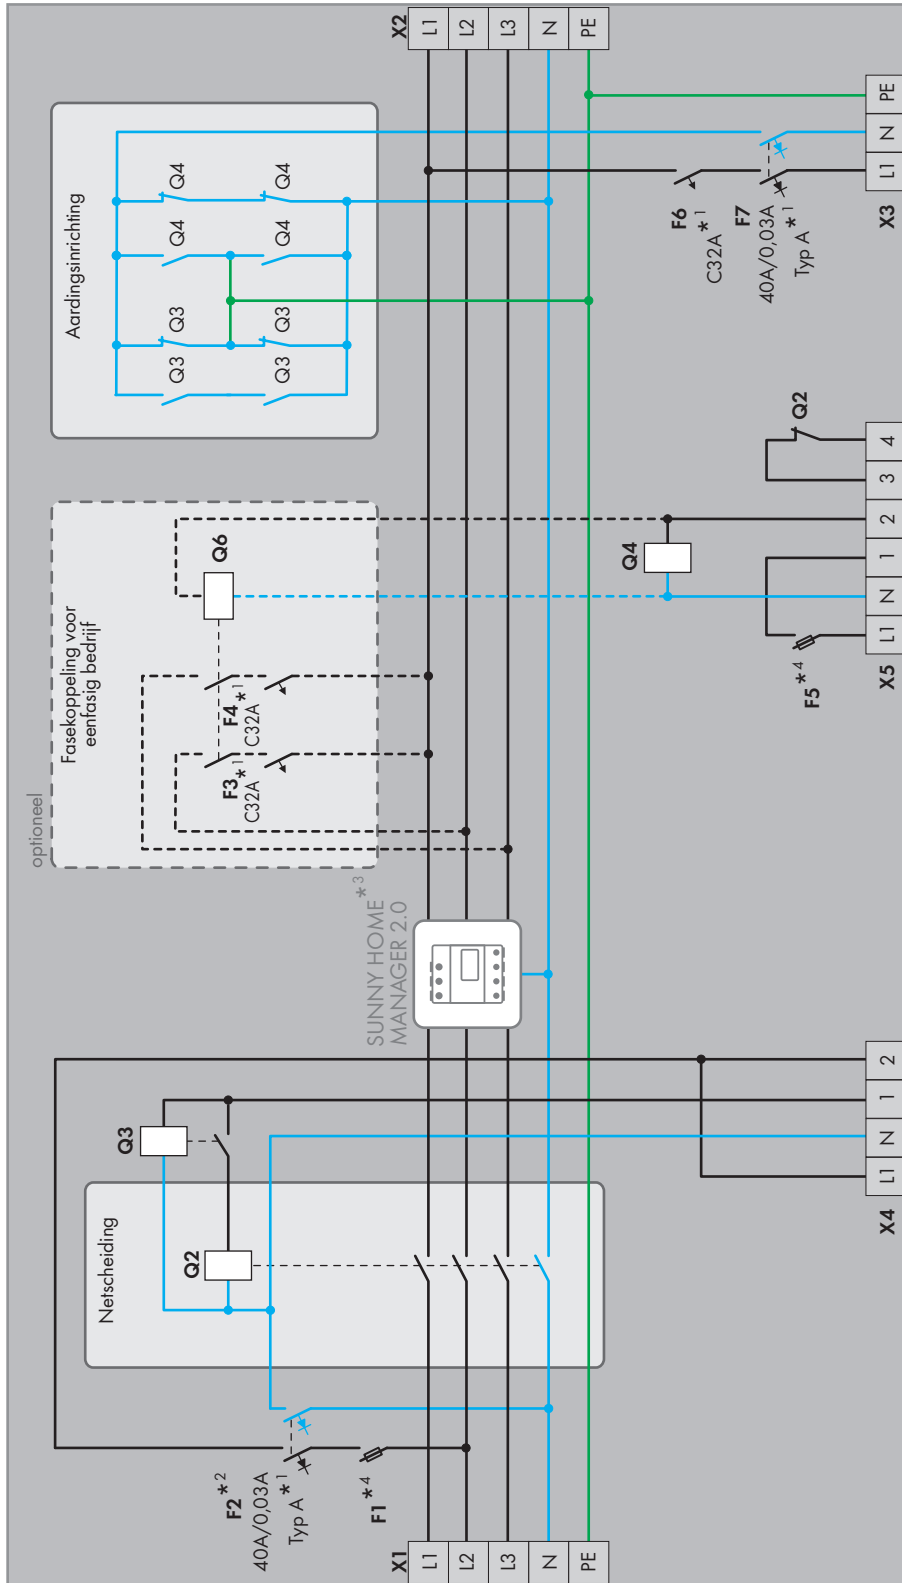 X1
L1
L2
L3
N
PE
F2*2
40A/0,03A
Typ A*1
F1*4
Netscheiding
Q2
Q3
X4
L1
N
1
2
SUNNY HOME
MANAGER 2.0*3
optioneel
Fasekoppeling voor
eenfasig bedrijf
F3*1
C32A
F4*1
C32A
Q6
Q4
X5
L1
N
1
2
3
4
F5*4
Q2
Aardingsinrichting
Q3
Q3
Q4
Q4
Q3
Q3
Q4
Q4
F6
C32A*1
F7
40A/0,03A
Typ A*1
X3
L1
N
PE
X2
L1
L2
L3
N
PE